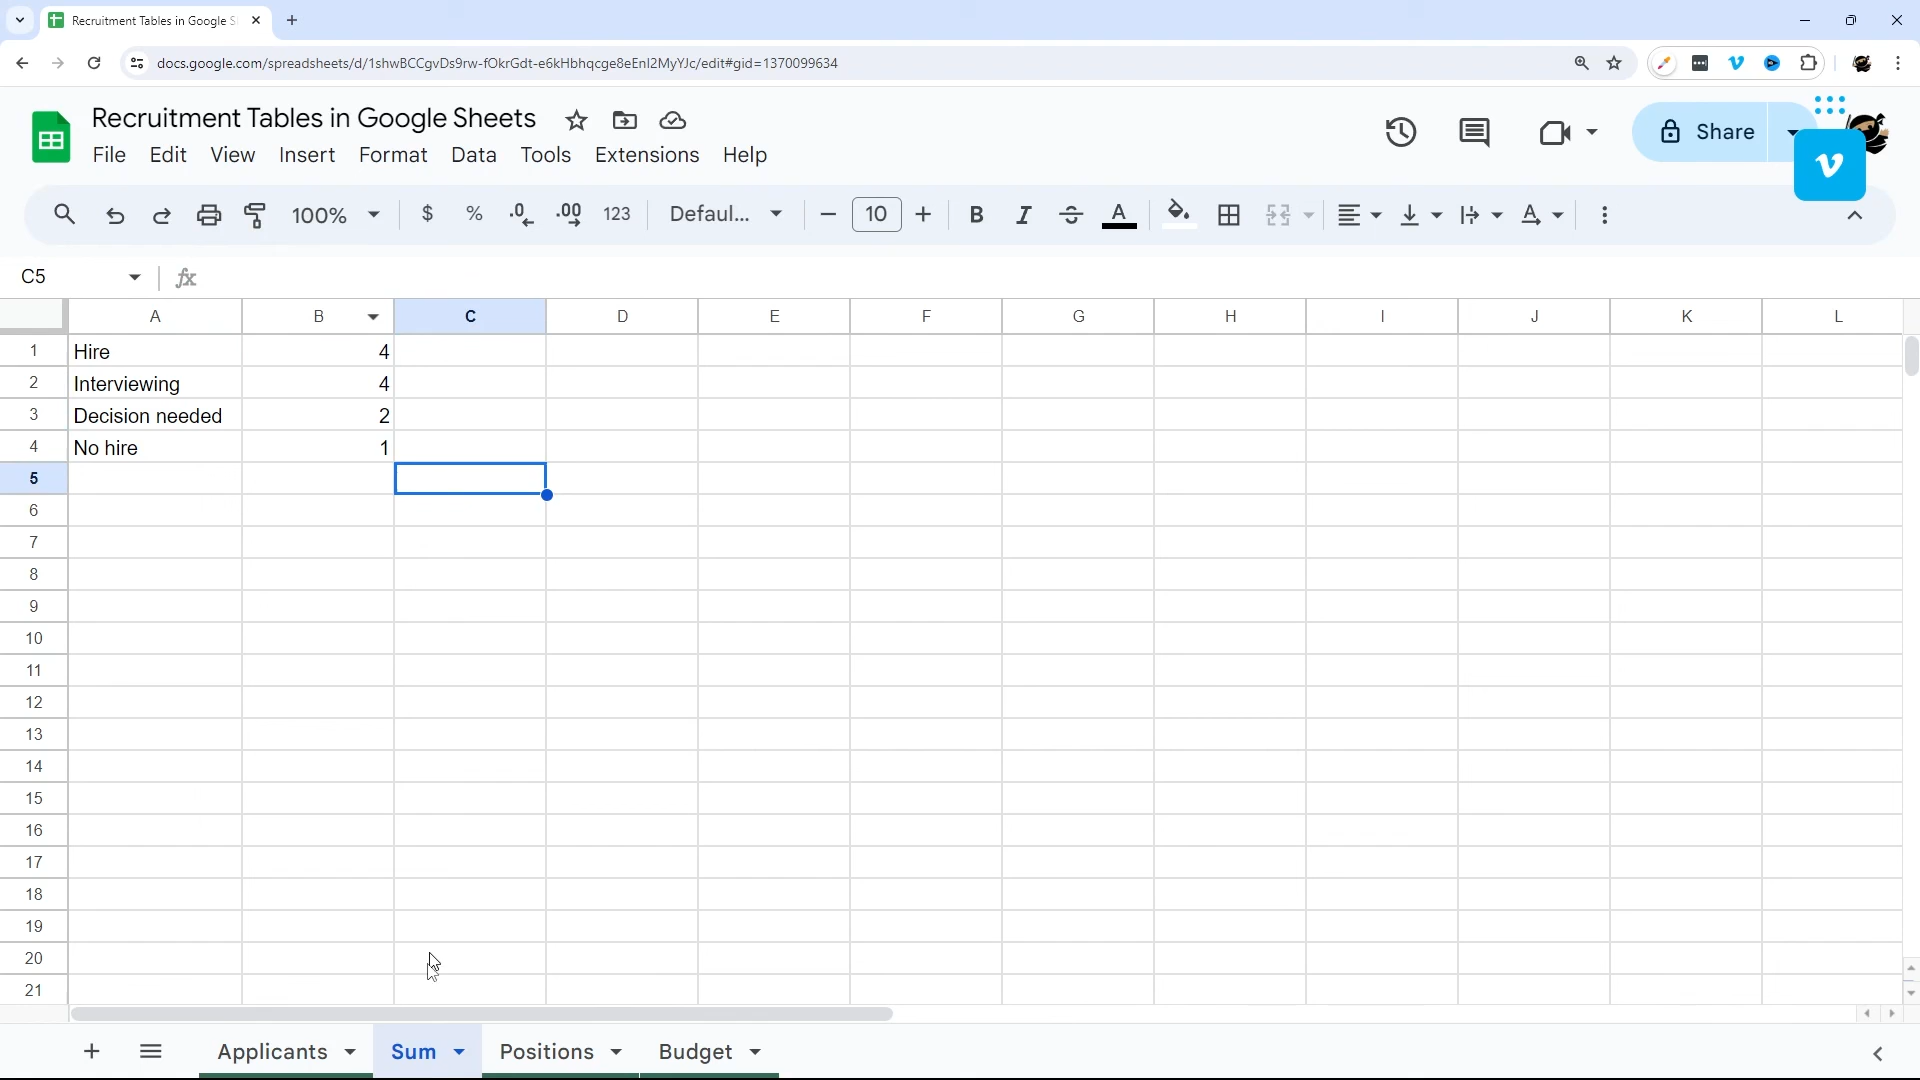 Recruitment Tables in Google S
docs.google.com/spreadsheets/d/1shwBCCgvDs9rw-fOkrGdt-e6kHbhqcge8eEnI2MyYJc/edit#gid=1370099634
Recruitment Tables in Google Sheets
File Edit View Insert Format Data Tools Extensions Help
Share
100% $ % .0 .00 123 Defaul... 10 B I S A A
C5 fx
A B C D E F G H I J K L
1 Hire 4
2 Interviewing 4
3 Decision needed 2
4 No hire 1
5
6
7
8
9
10
11
12
13
14
15
16
17
18
19
20
21
Applicants Sum Positions Budget